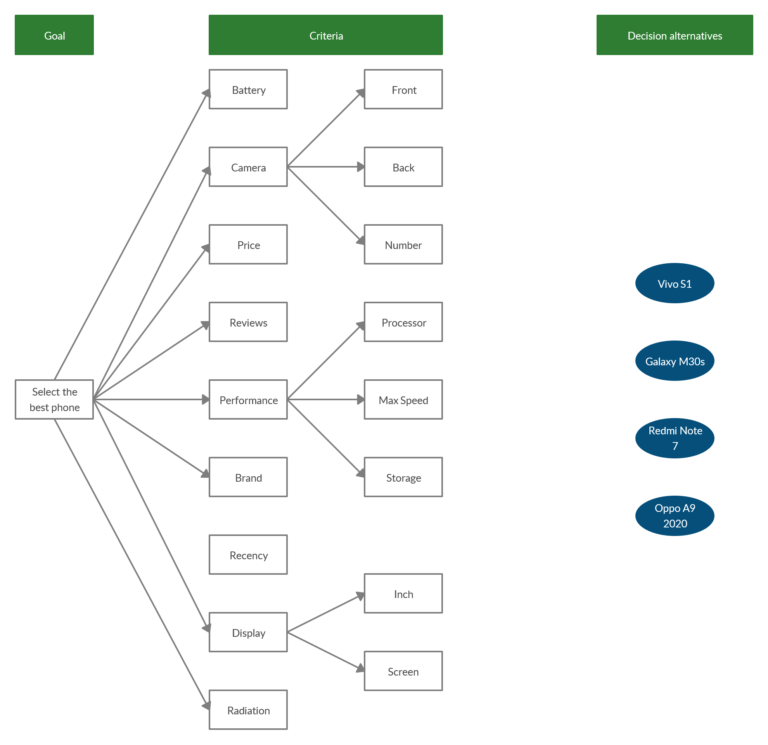 Goal
Criteria
Decision alternatives
Battery
Front
Camera
Back
Price
Number
Vivo S1
Reviews
Processor
Galaxy M30s
Select the
best phone
Performance
Max Speed
Redmi Note
7
Brand
Storage
Oppo A9
2020
Recency
Inch
Display
Screen
Radiation